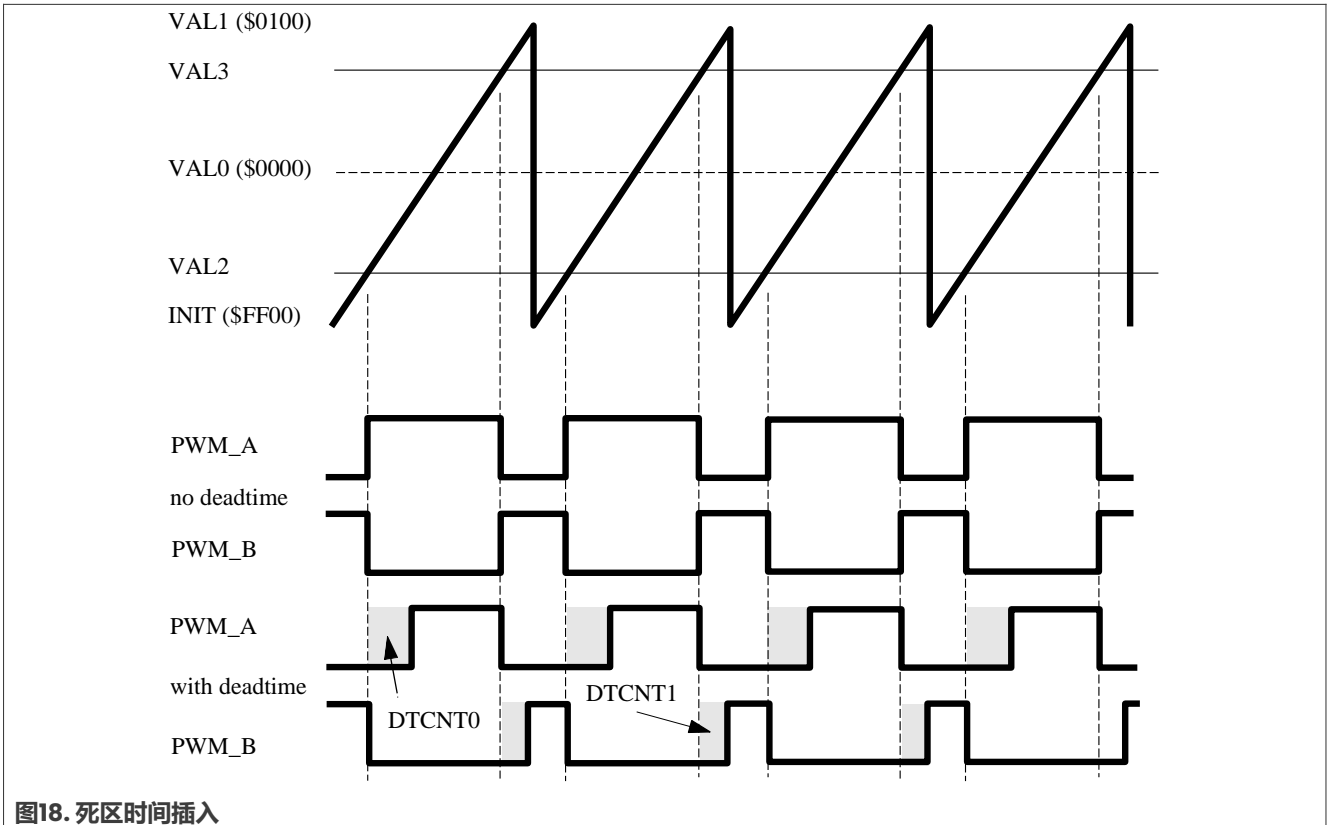 VAL1 ($0100)
VAL3
VAL0 ($0000)
VAL2
INIT ($FF00)
PWM_A
no deadtime
PWM_B
PWM_A
with deadtime
DTCNT0
DTCNT1
PWM_B
图18. 死区时间插入